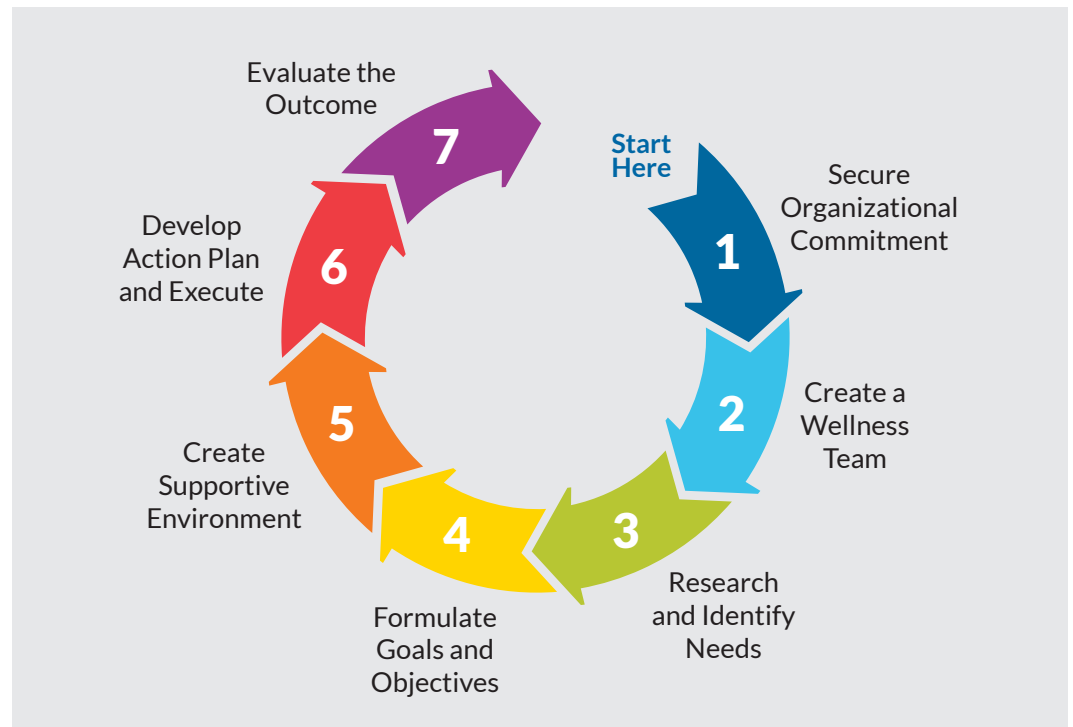 Start
Here
1
Secure
Organizational
Commitment
2
Create a
Wellness
Team
3
Research
and Identify
Needs
4
Formulate
Goals and
Objectives
5
Create
Supportive
Environment
6
Develop
Action Plan
and Execute
7
Evaluate the
Outcome